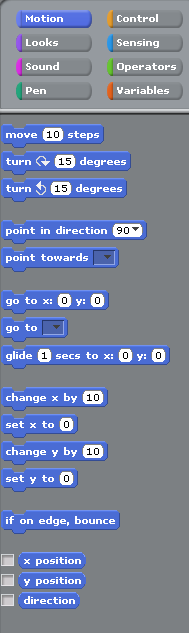 Motion Control
Looks Sensing
Sound Operators
Pen Variables
move 10 steps
turn 15 degrees
turn 15 degrees
point in direction 90
point towards
go to x: 0 y: 0
go to
glide 1 secs to x: 0 y: 0
change x by 10
set x to 0
change y by 10
set y to 0
if on edge, bounce
x position
y position
direction